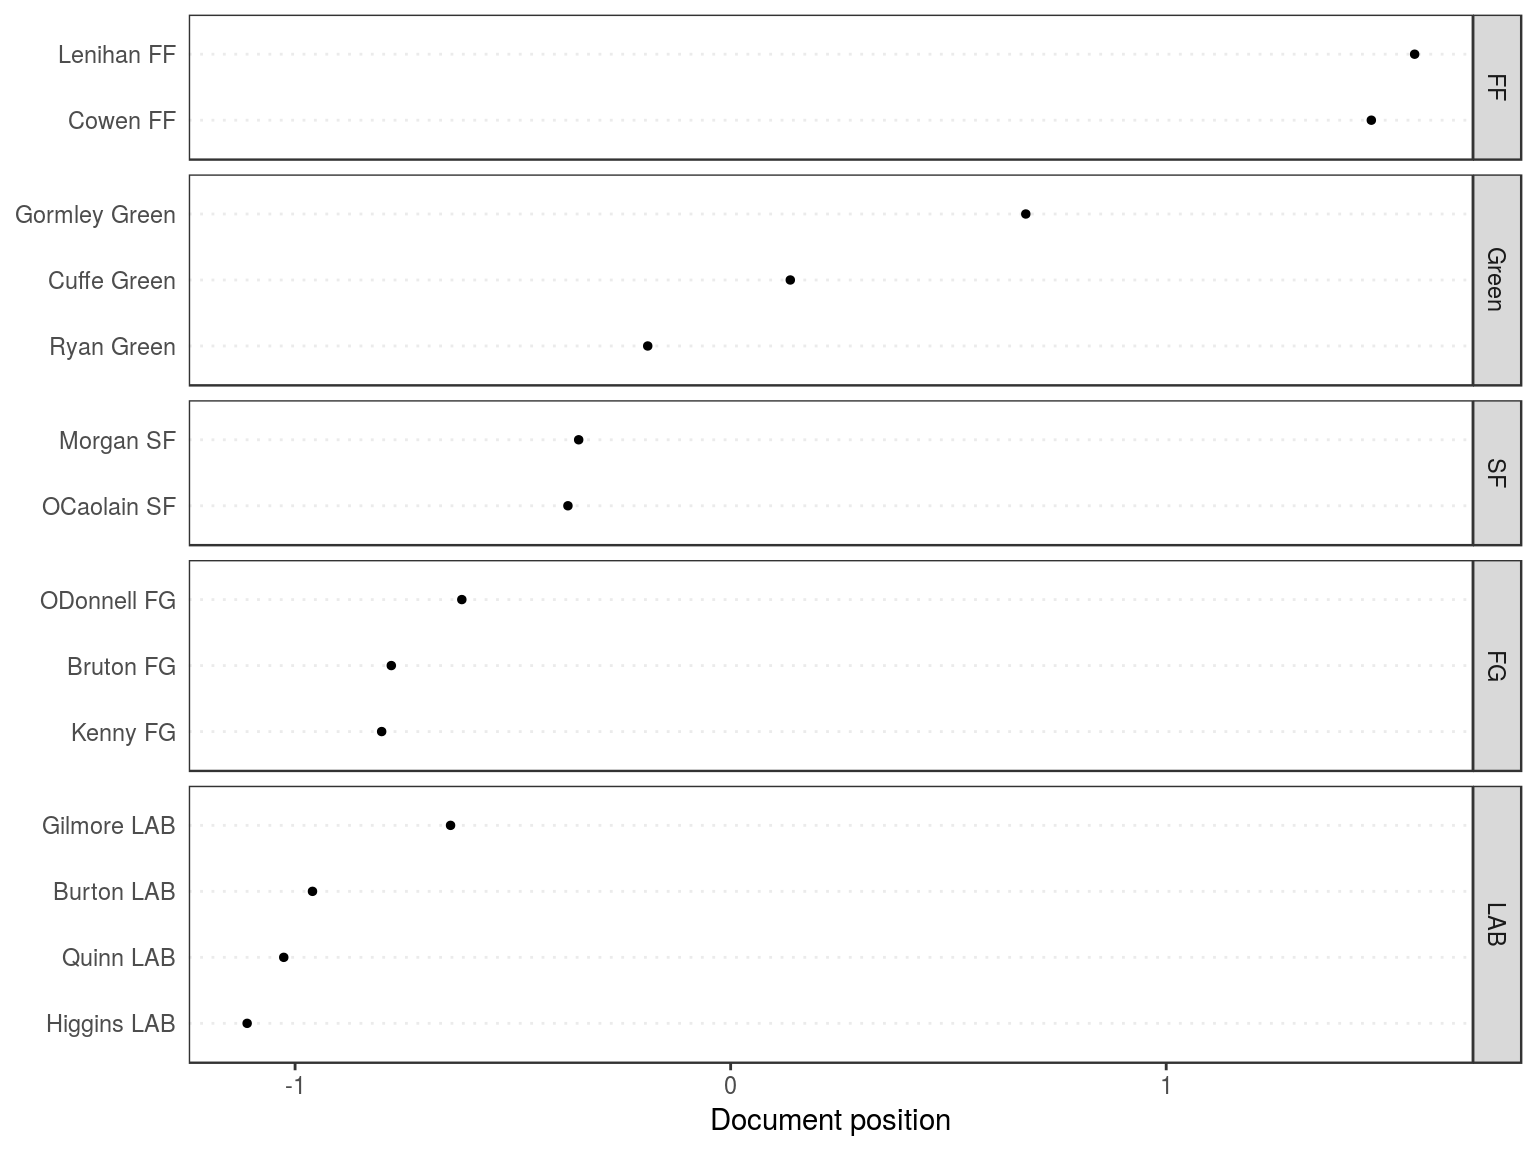 Lenihan FF
Cowen FF
FF
Gormley Green
Cuffe Green
Ryan Green
Green
Morgan SF
OCaolain SF
SF
ODonnell FG
Bruton FG
Kenny FG
FG
Gilmore LAB
Burton LAB
Quinn LAB
Higgins LAB
LAB
-1 0 1
Document position